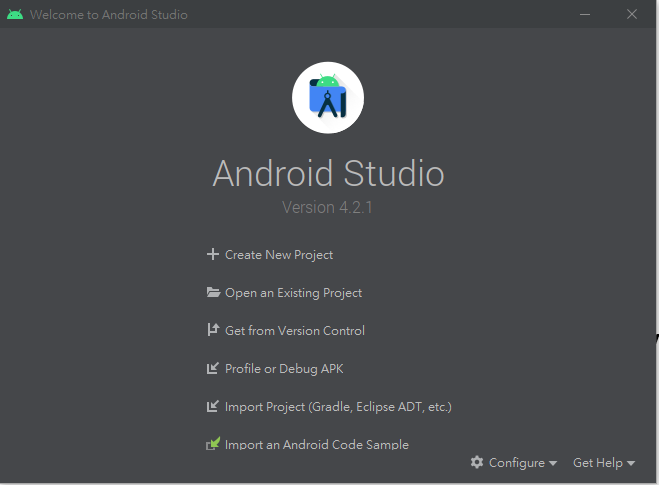 Welcome to Android Studio
Android Studio
Version 4.2.1
Create New Project
Open an Existing Project
Get from Version Control
Profile or Debug APK
Import Project (Gradle, Eclipse ADT, etc.)
Import an Android Code Sample
Configure
Get Help